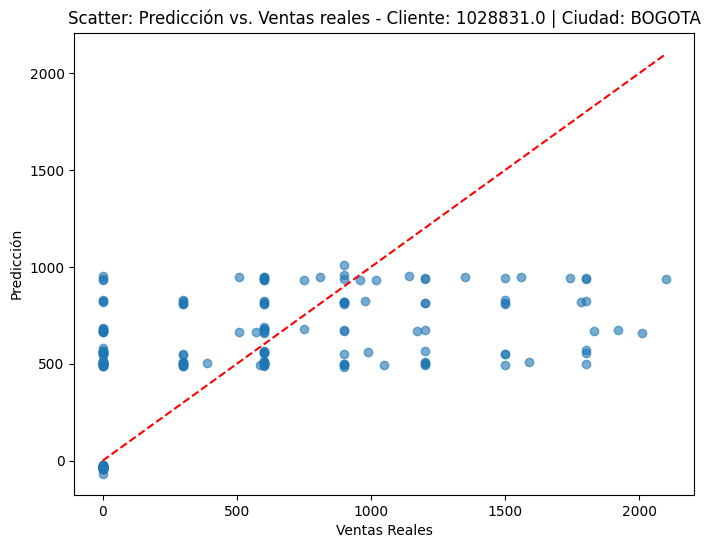 Scatter: Predicción vs. Ventas reales - Cliente: 1028831.0 | Ciudad: BOGOTA
2000
1500
1000
500
0
Predicción
0 500 1000 1500 2000
Ventas Reales